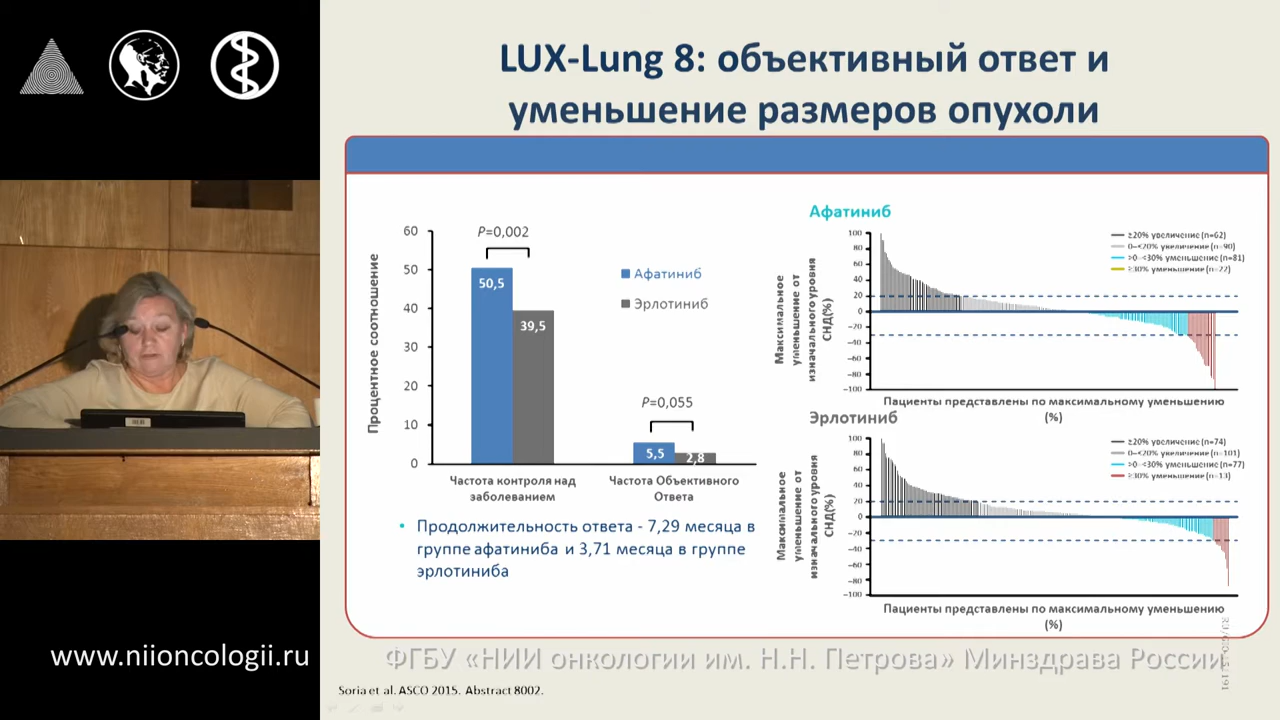 LUX-Lung 8: объективный ответ и
уменьшение размеров опухоли
Процентное соотношение
60
50
40
30
20
10
0
P=0,002
50,5
39,5
P=0,055
5,5
2,8
Афатиниб
Эрлотиниб
Частота контроля над
заболеванием
Частота Объективного
Ответа
• Продолжительность ответа - 7,29 месяца в
группе афатиниба и 3,71 месяца в группе
эрлотиниба
Афатиниб
Максимальное
уменьшение от
изначального уровня
СНД(%)
100
80
60
40
20
0
−20
−40
−60
−80
−100
≥20% увеличение (n=62)
0–<20% увеличение (n=90)
>0–<30% уменьшение (n=81)
≥30% уменьшение (n=22)
Пациенты представлены по максимальному уменьшению
(%)
Эрлотиниб
Максимальное
уменьшение от
изначального уровня
СНД(%)
100
80
60
40
20
0
−20
−40
−60
−80
−100
≥20% увеличение (n=74)
0–<20% увеличение (n=101)
>0–<30% уменьшение (n=77)
≥30% уменьшение (n=13)
Пациенты представлены по максимальному уменьшению
(%)
www.niioncologii.ru
ФГБУ «НИИ онкологии им. Н.Н. Петрова» Минздрава России
Soria et al. ASCO 2015. Abstract 8002.